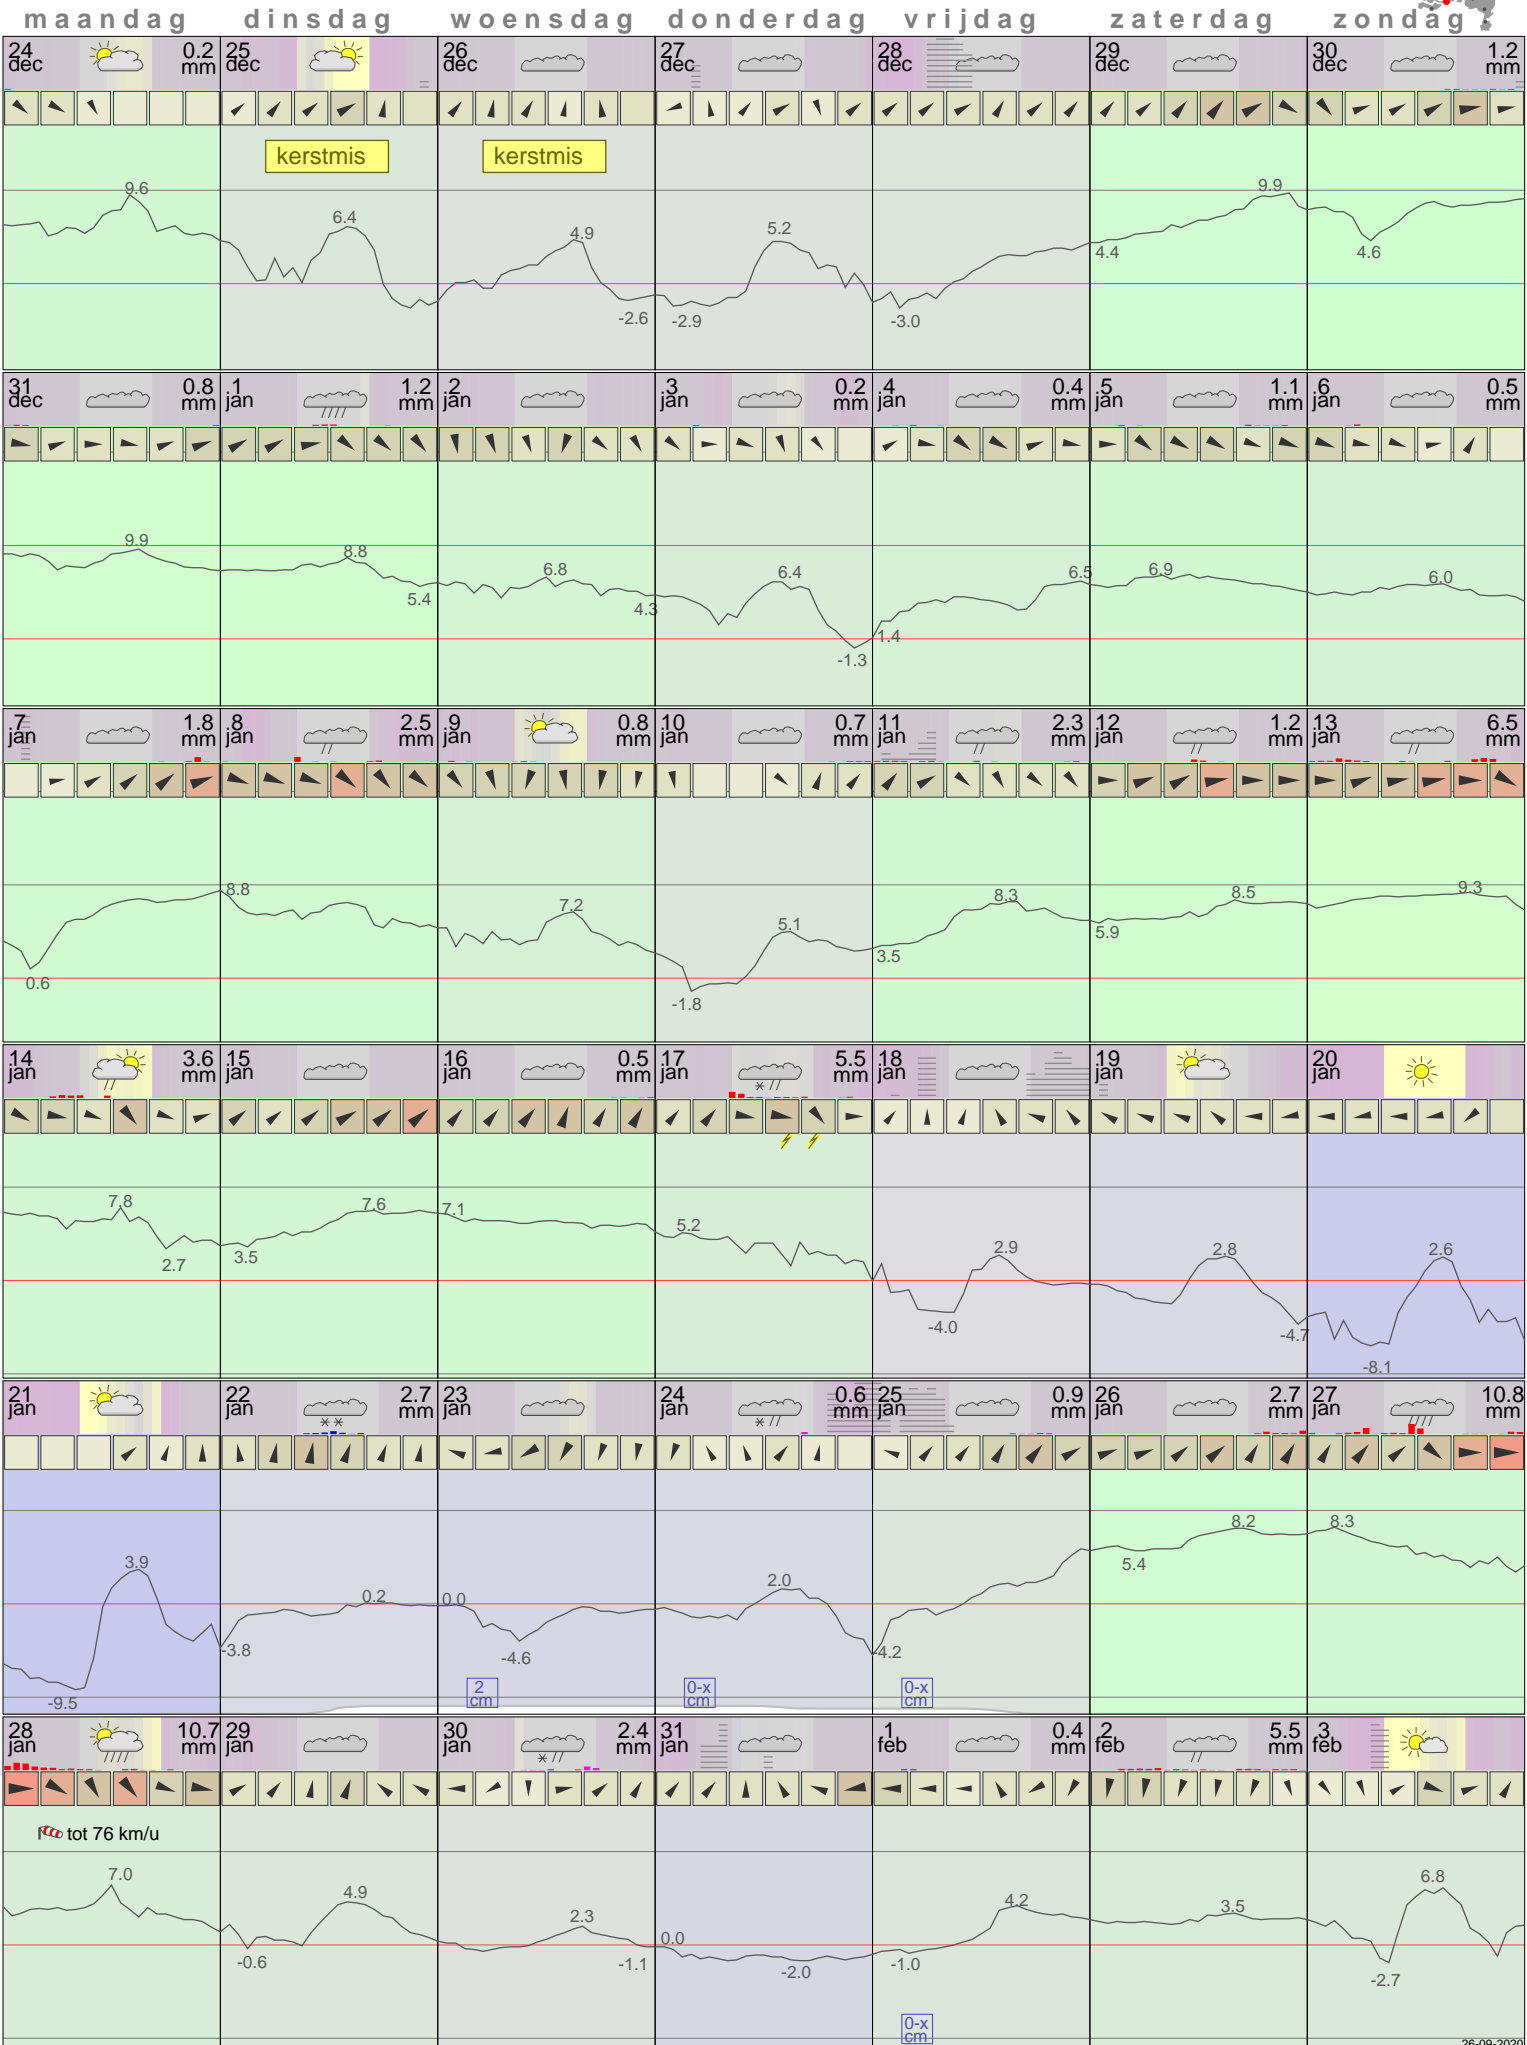 maandag dinsdag woensdag donderdag vrijdag zaterdag zondag
24 0.2 25 26 27 28 29 30 1.2
dec mm dec dec dec dec dec dec mm
kerstmis kerstmis
9.6 6.4 4.9 5.2 9.9
4.4 4.6
-2.6 -2.9 -3.0
31 0.8 1 1.2 2 3 0.2 4 0.4 5 1.1 6 0.5
dec mm jan mm jan jan mm jan mm jan mm jan mm
9.9 8.8 6.8 6.4 6.5 6.9 6.0
5.4 4.3 -1.3 1.4
7 1.8 8 2.5 9 0.8 10 0.7 11 2.3 12 1.2 13 6.5
jan mm jan mm jan mm jan mm jan mm jan mm jan mm
8.8 7.2 5.1 8.3 8.5 9.3
0.6 -1.8 3.5 5.9
14 3.6 15 16 0.5 17 5.5 18 19 20
jan mm jan jan mm jan mm jan jan jan
7.8 7.6 7.1 5.2 2.9 2.8 2.6
2.7 3.5 -4.0 -4.7 -8.1
21 22 2.7 23 24 0.6 25 0.9 26 2.7 27 10.8
jan jan mm jan jan mm jan mm jan mm jan mm
3.9 0.2 0.0 2.0 8.2 8.3
-9.5 -3.8 -4.6 -4.2 5.4
2 0-x 0-x
cm cm cm
28 10.7 29 30 2.4 31 1 0.4 2 5.5 3
jan mm jan jan mm jan feb mm feb mm feb
tot 76 km/u
7.0 4.9 2.3 0.0 4.2 3.5 6.8
-0.6 -1.1 -2.0 -1.0 -2.7
0-x
cm
26-09-2020